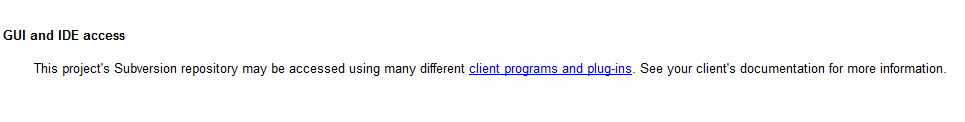 GUI and IDE access
This project's Subversion repository may be accessed using many different client programs and plug-ins. See your client's documentation for more information.